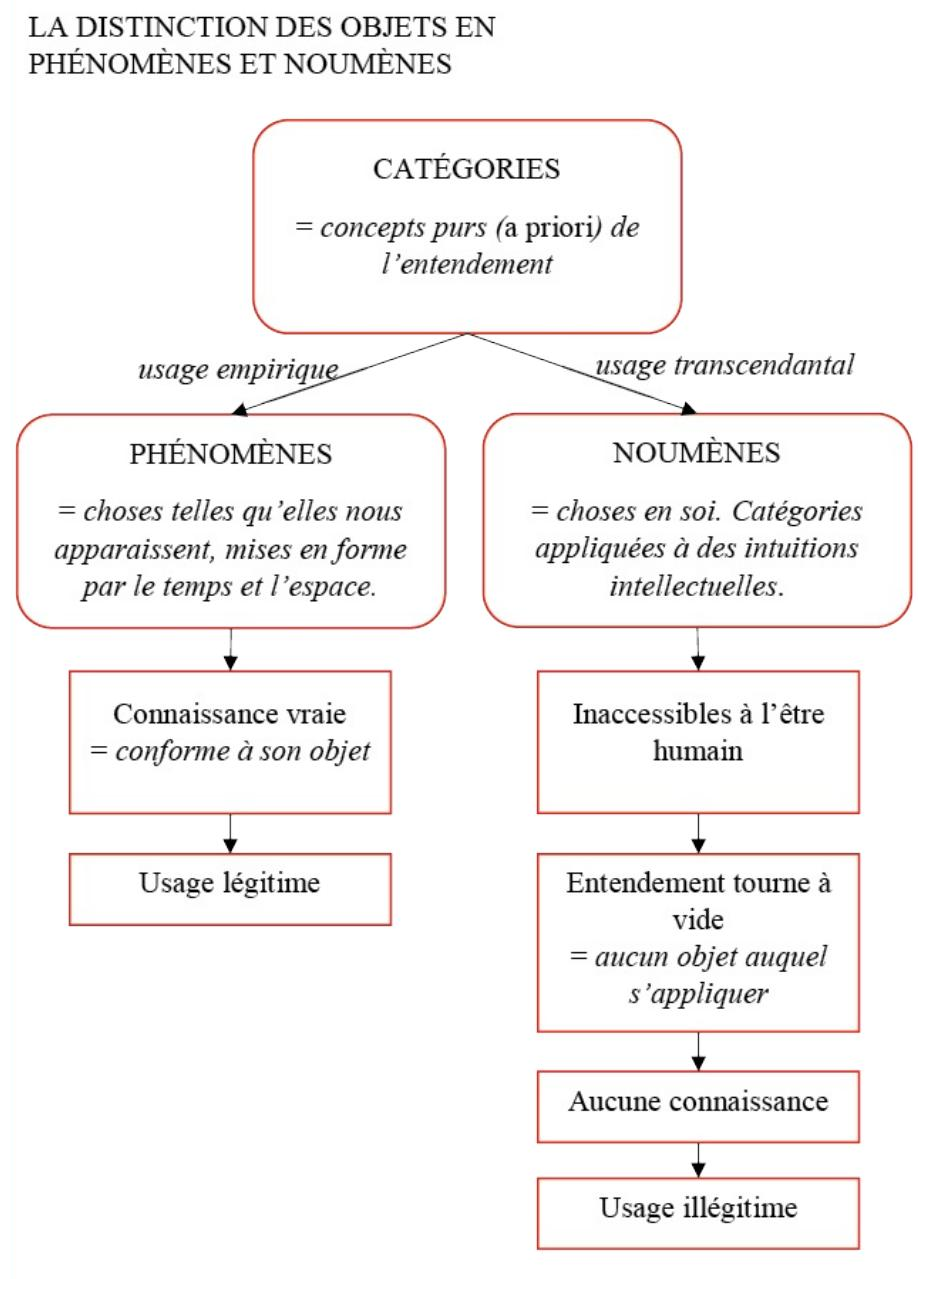 LA DISTINCTION DES OBJETS EN
PHÉNOMÈNES ET NOUMÈNES
CATÉGORIES
= concepts purs (a priori) de
l’entendement
usage empirique
usage transcendantal
PHÉNOMÈNES
= choses telles qu’elles nous
apparaissent, mises en forme
par le temps et l’espace.
NOUMÈNES
= choses en soi. Catégories
appliquées à des intuitions
intellectuelles.
Connaissance vraie
= conforme à son objet
Inaccessibles à l’être
humain
Usage légitime
Entendement tourne à
vide
= aucun objet auquel
s’appliquer
Aucune connaissance
Usage illégitime